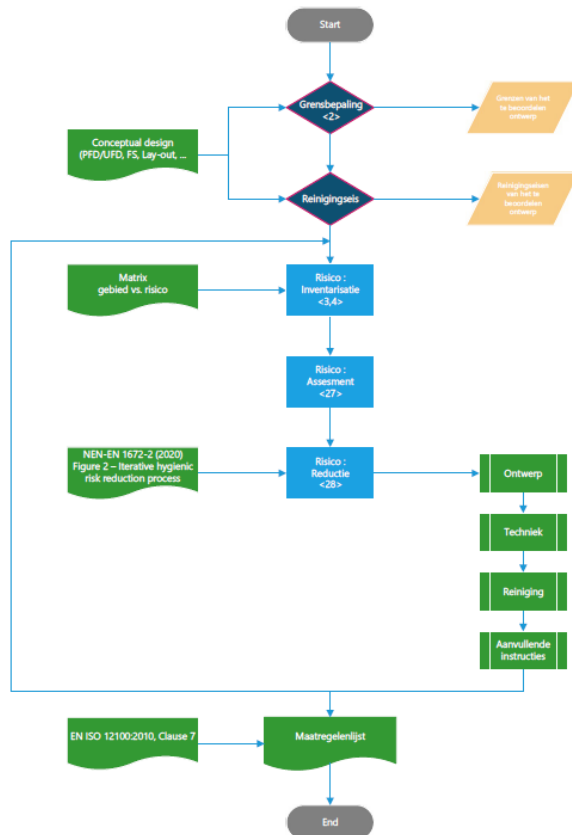 Start
Grensbepaling
<2>
Grenzen van het
te beoordelen
ontwerp
Conceptual design
(PFD/UFD, FS, Lay-out, ...
Reinigingseis
Reinigingseisen
van het te
beoordelen
ontwerp
Matrix
gebied vs. risico
Risico :
Inventarisatie
<3,4>
Risico :
Assesment
<27>
NEN-EN 1672-2 (2020)
Figure 2 – Iterative hygienic
risk reduction process
Risico :
Reductie
<28>
Ontwerp
Techniek
Reiniging
Aanvullende
instructies
EN ISO 12100:2010, Clause 7
Maatregelenlijst
End